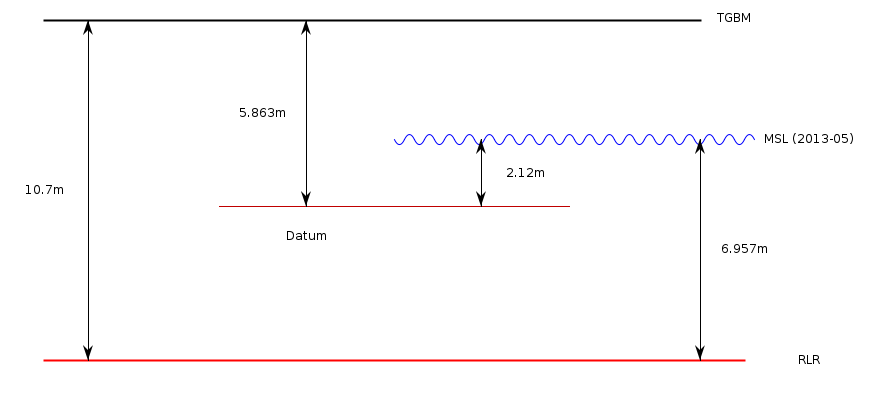 TGBM
5.863m
MSL (2013-05)
2.12m
10.7m
Datum
6.957m
RLR